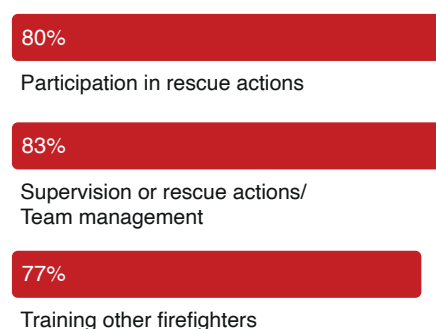 80%
Participation in rescue actions
83%
Supervision or rescue actions/
Team management
77%
Training other firefighters